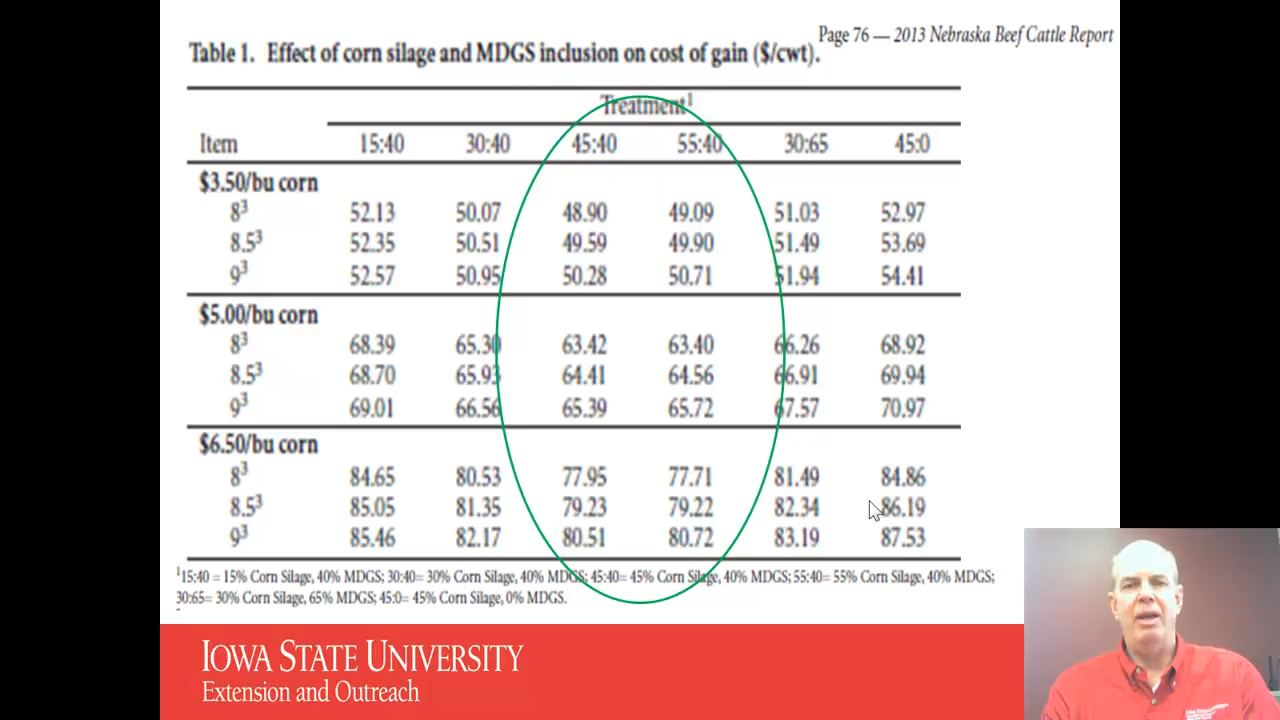 Page 76 — 2013 Nebraska Beef Cattle Report
Table 1. Effect of corn silage and MDGS inclusion on cost of gain ($/cwt).
Treatment¹
Item 15:40 30:40 45:40 55:40 30:65 45:0
$3.50/bu corn
8³ 52.13 50.07 48.90 49.09 51.03 52.97
8.5³ 52.35 50.51 49.59 49.90 51.49 53.69
9³ 52.57 50.95 50.28 50.71 51.94 54.41
$5.00/bu corn
8³ 68.39 65.30 63.42 63.40 66.26 68.92
8.5³ 68.70 65.93 64.41 64.56 66.91 69.94
9³ 69.01 66.56 65.39 65.72 67.57 70.97
$6.50/bu corn
8³ 84.65 80.53 77.95 77.71 81.49 84.86
8.5³ 85.05 81.35 79.23 79.22 82.34 86.19
9³ 85.46 82.17 80.51 80.72 83.19 87.53
¹15:40 = 15% Corn Silage, 40% MDGS; 30:40= 30% Corn Silage, 40% MDGS; 45:40= 45% Corn Silage, 40% MDGS; 55:40= 55% Corn Silage, 40% MDGS;
30:65= 30% Corn Silage, 65% MDGS; 45:0= 45% Corn Silage, 0% MDGS.
IOWA STATE UNIVERSITY
Extension and Outreach